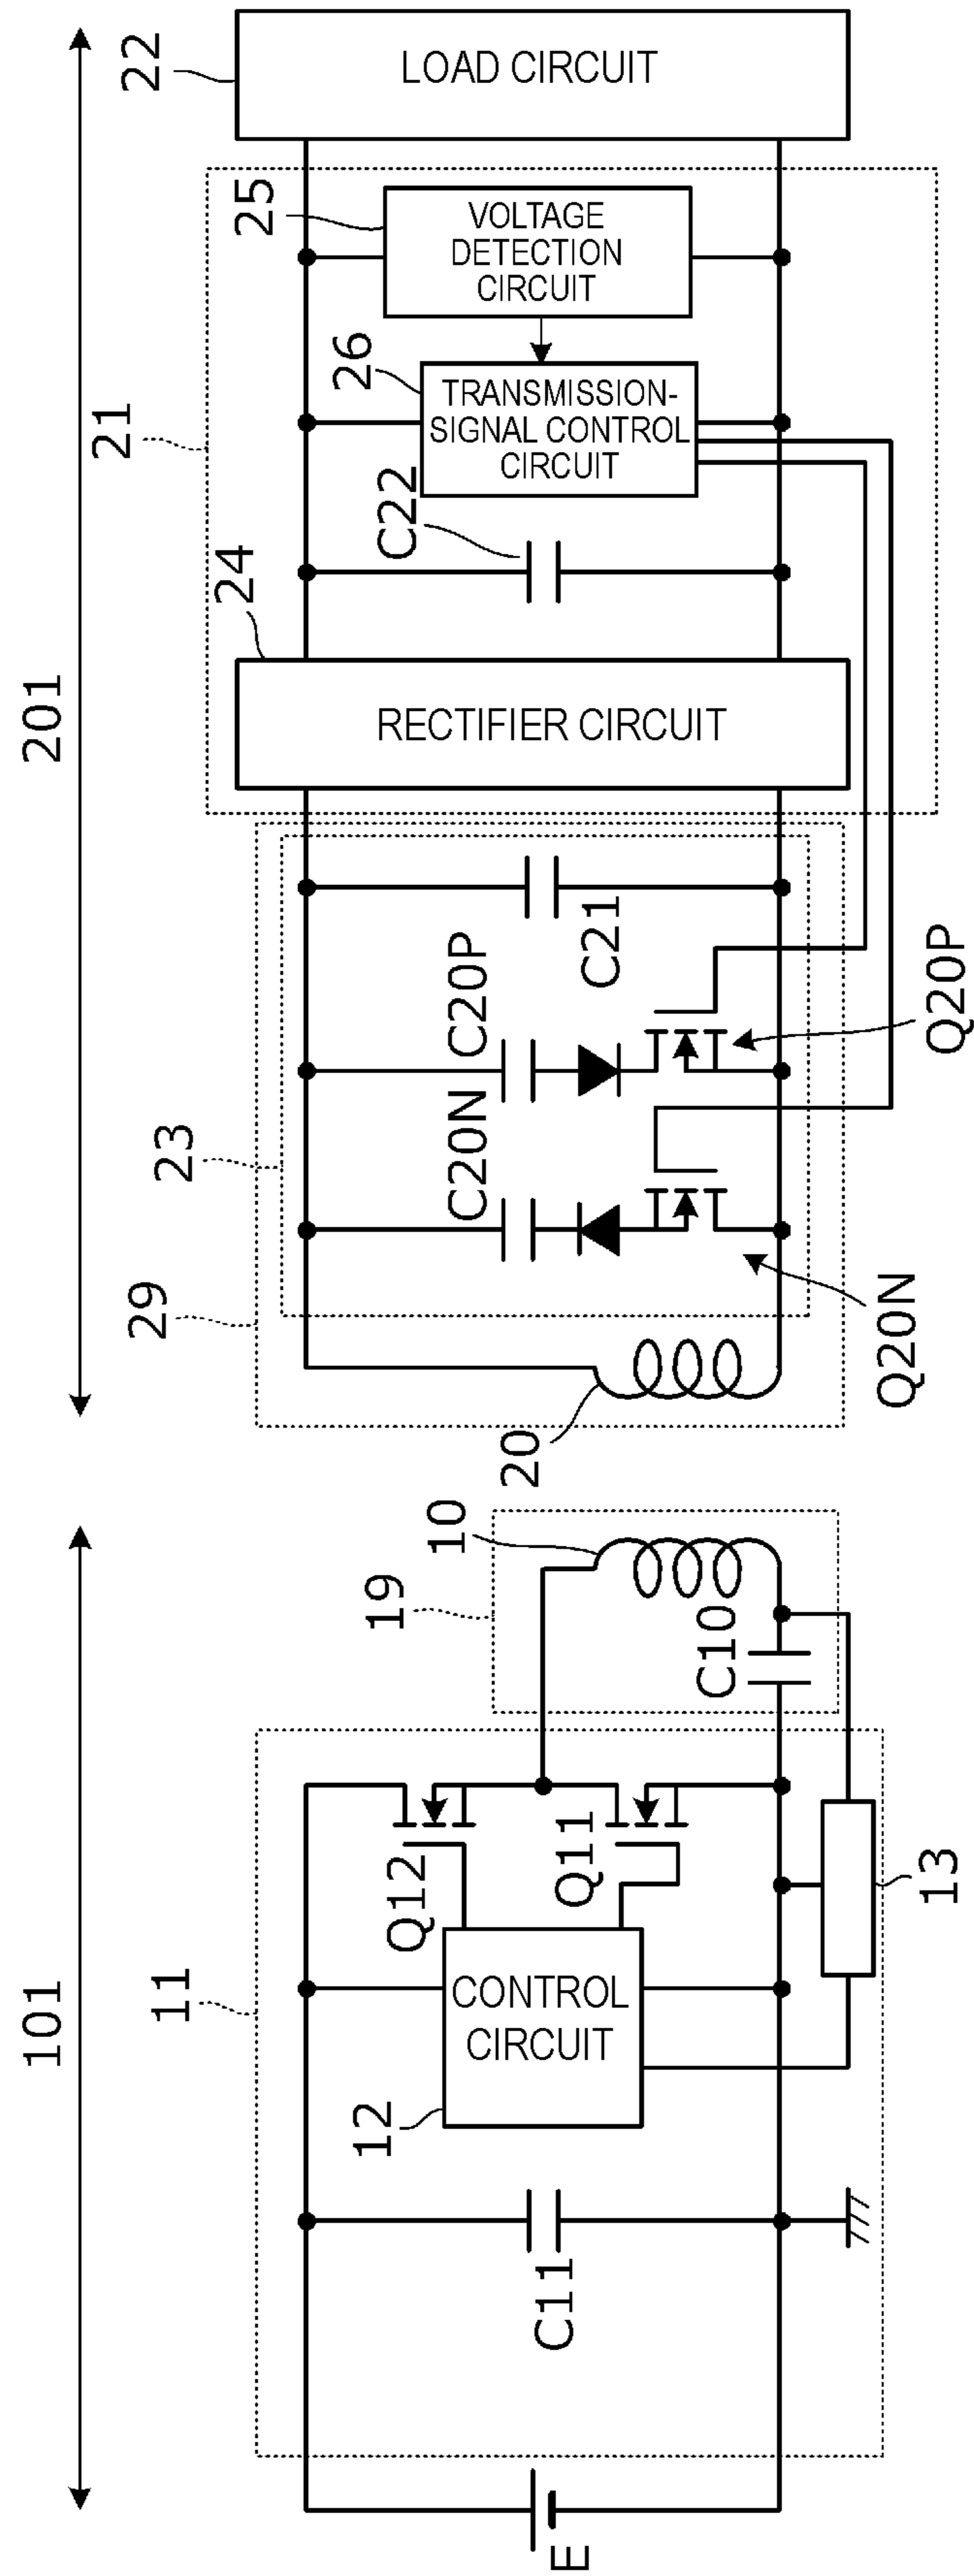 22
LOAD CIRCUIT
25
VOLTAGE
DETECTION
CIRCUIT
21
26
TRANSMISSION-
SIGNAL CONTROL
CIRCUIT
C22
24
RECTIFIER CIRCUIT
201
C21
C20P
Q20P
23
C20N
29
Q20N
20
10
19
C10
Q12
Q11
13
11
101
CONTROL
CIRCUIT
12
C11
E